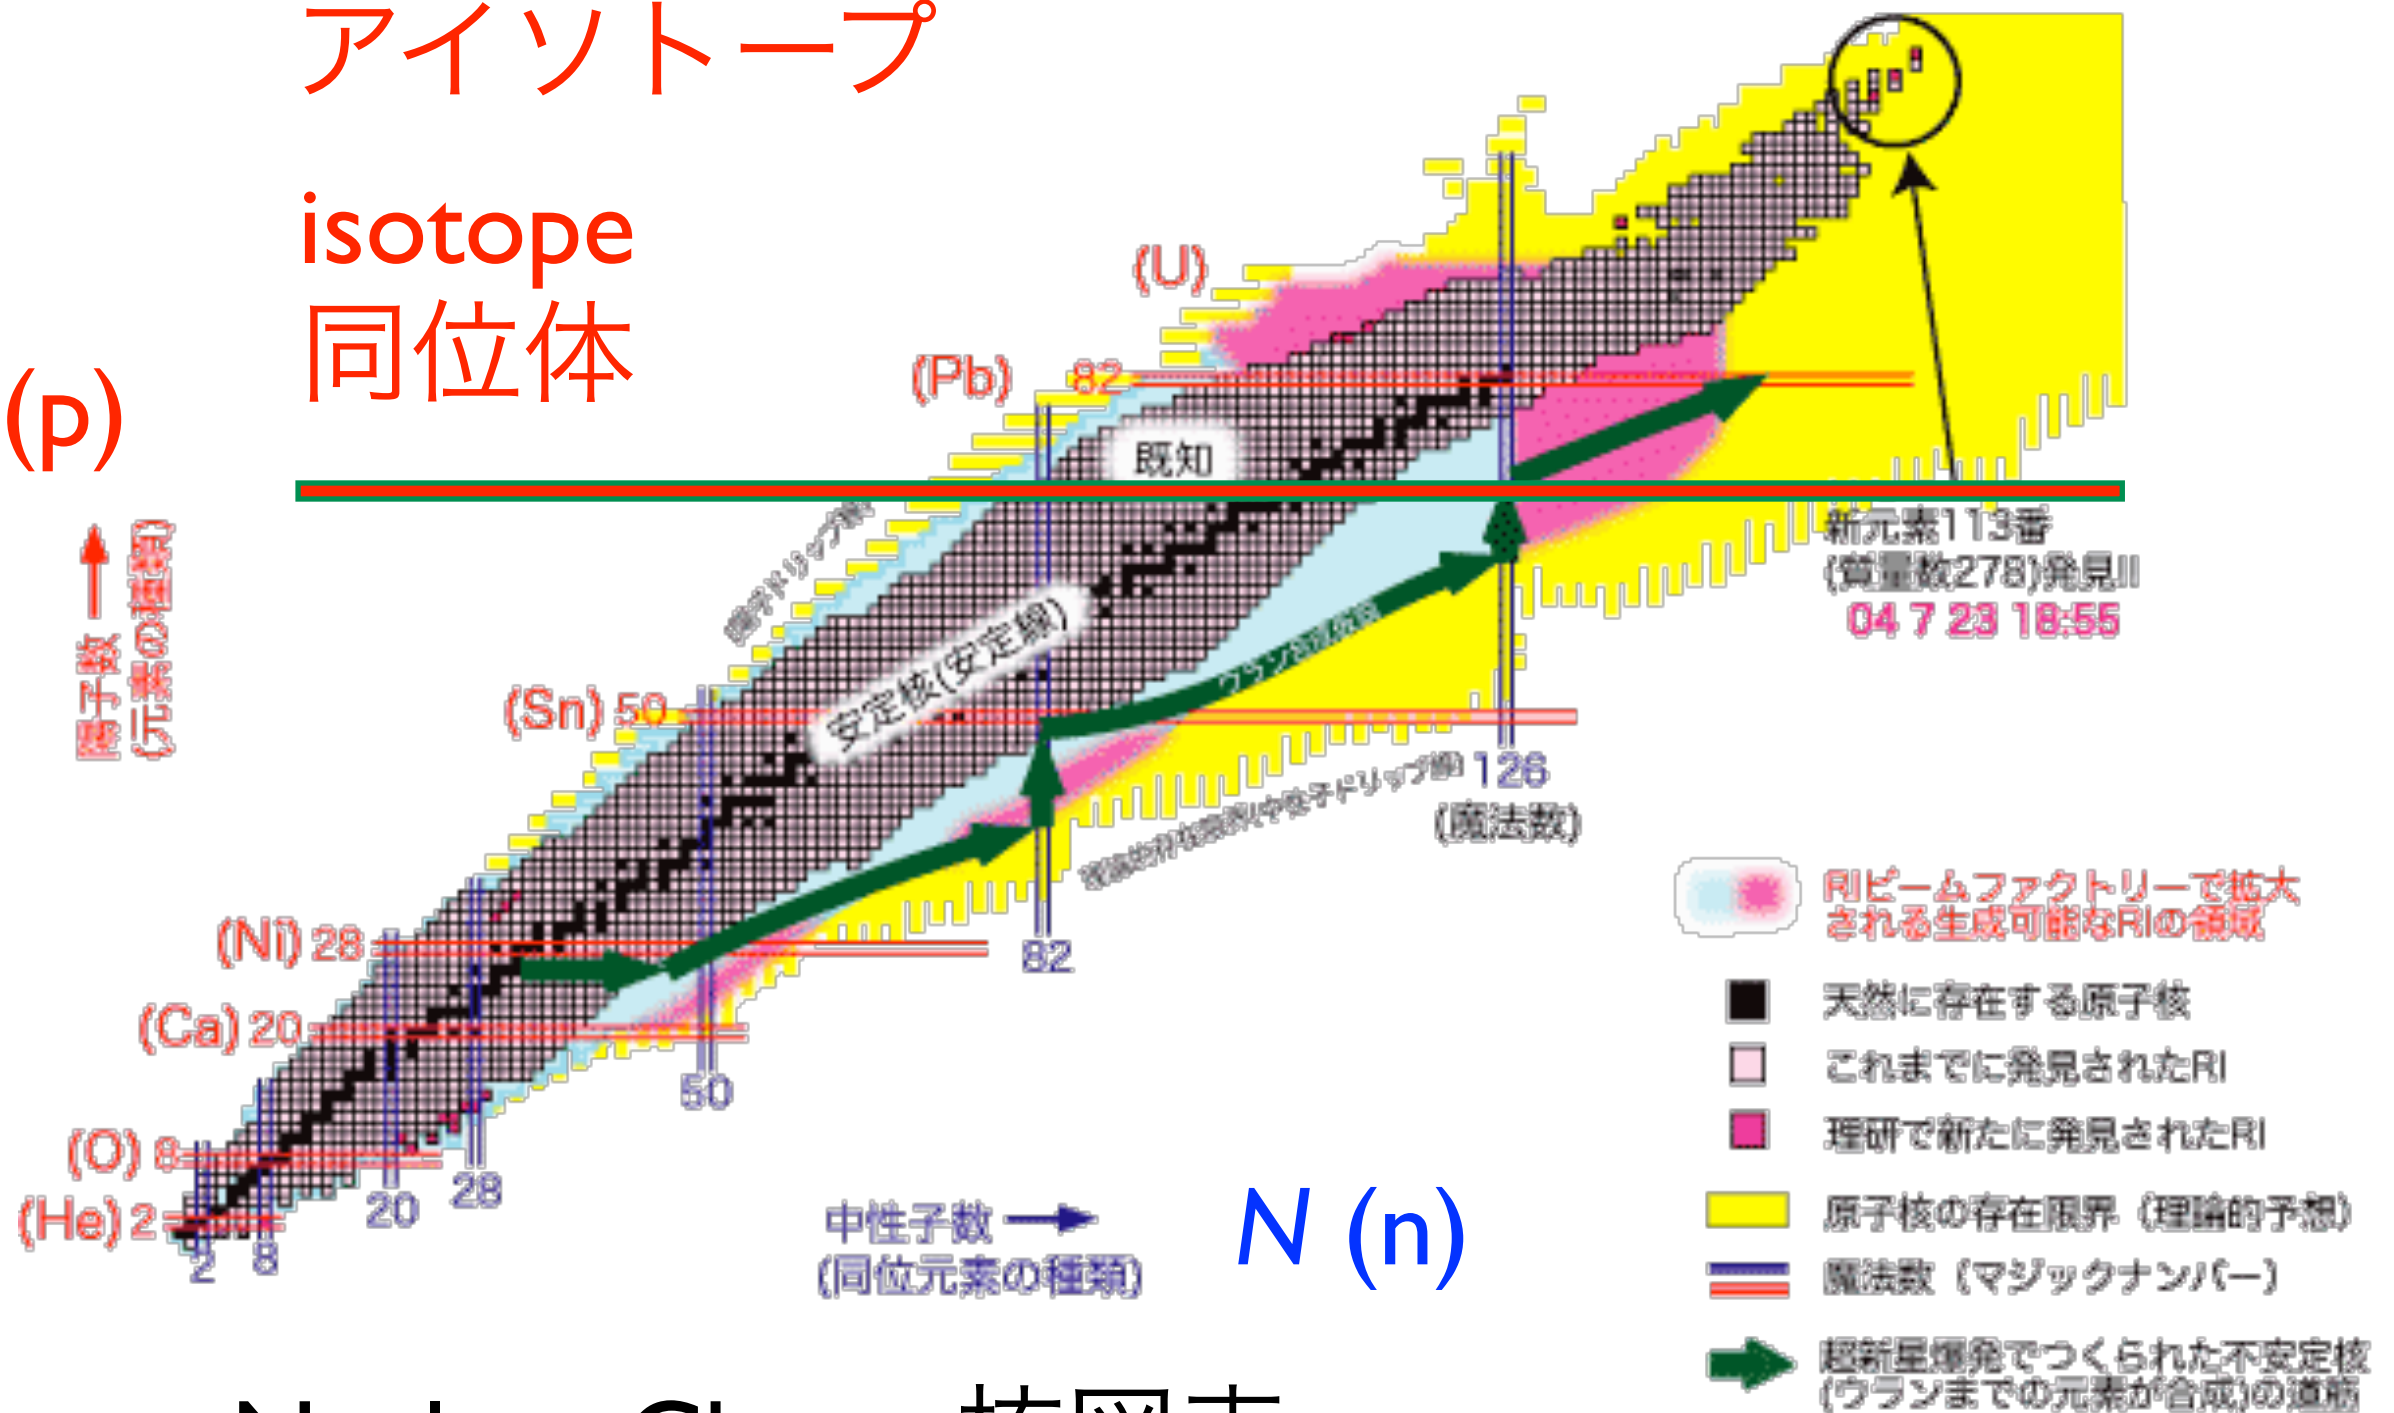 アイソトープ
isotope
同位体
(p)
陽子数
(元素の種類)
(U)
(Pb) 82
既知
新元素113番
(質量数278)発見!!
04 7 23 18:55
安定核(安定線)
ウラン合成経路
(Sn) 50
126
(魔法数)
(Ni) 28
82
(Ca) 20
50
(O) 8
20
28
(He) 2
2
8
中性子数
(同位元素の種類)
N (n)
RIビームファクトリーで拡大
される生成可能なRIの領域
天然に存在する原子核
これまでに発見されたRI
理研で新たに発見されたRI
原子核の存在限界（理論的予想）
魔法数（マジックナンバー）
超新星爆発でつくられた不安定核
(ウランまでの元素が合成)の道筋